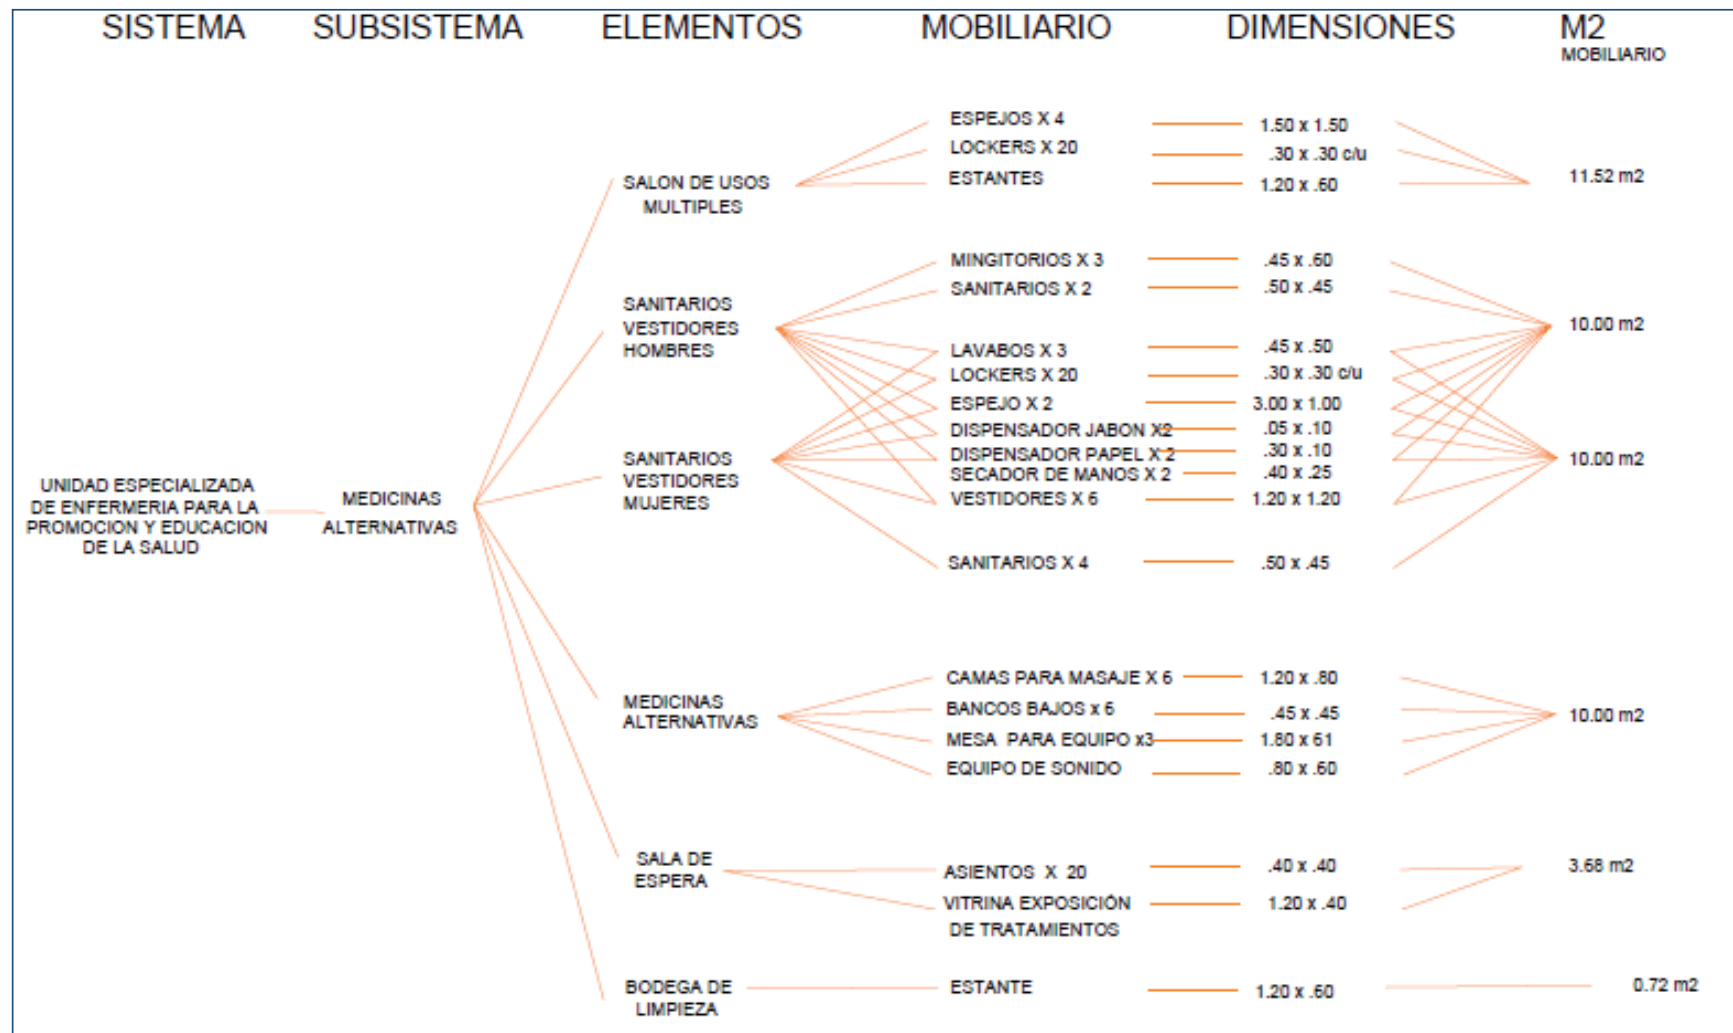 SISTEMA SUBSISTEMA ELEMENTOS MOBILIARIO DIMENSIONES M2
MOBILIARIO
UNIDAD ESPECIALIZADA
DE ENFERMERIA PARA LA
PROMOCION Y EDUCACION
DE LA SALUD
MEDICINAS
ALTERNATIVAS
SALON DE USOS
MULTIPLES
ESPEJOS X 4 1.50 x 1.50
LOCKERS X 20 .30 x .30 c/u
ESTANTES 1.20 x .60
11.52 m2
SANITARIOS
VESTIDORES
HOMBRES
MINGITORIOS X 3 .45 x .60
SANITARIOS X 2 .50 x .45
10.00 m2
LAVABOS X 3 .45 x .50
LOCKERS X 20 .30 x .30 c/u
ESPEJO X 2 3.00 x 1.00
DISPENSADOR JABON X2 .05 x .10
DISPENSADOR PAPEL X 2 .30 x .10
SECADOR DE MANOS X 2 .40 x .25
VESTIDORES X 6 1.20 x 1.20
SANITARIOS
VESTIDORES
MUJERES
10.00 m2
SANITARIOS X 4 .50 x .45
MEDICINAS
ALTERNATIVAS
CAMAS PARA MASAJE X 6 1.20 x .80
BANCOS BAJOS x 6 .45 x .45
MESA PARA EQUIPO x3 1.80 x 61
EQUIPO DE SONIDO .80 x .60
10.00 m2
SALA DE
ESPERA
ASIENTOS X 20 .40 x .40
VITRINA EXPOSICIÓN 1.20 x .40
DE TRATAMIENTOS
3.68 m2
BODEGA DE
LIMPIEZA
ESTANTE 1.20 x .60 0.72 m2